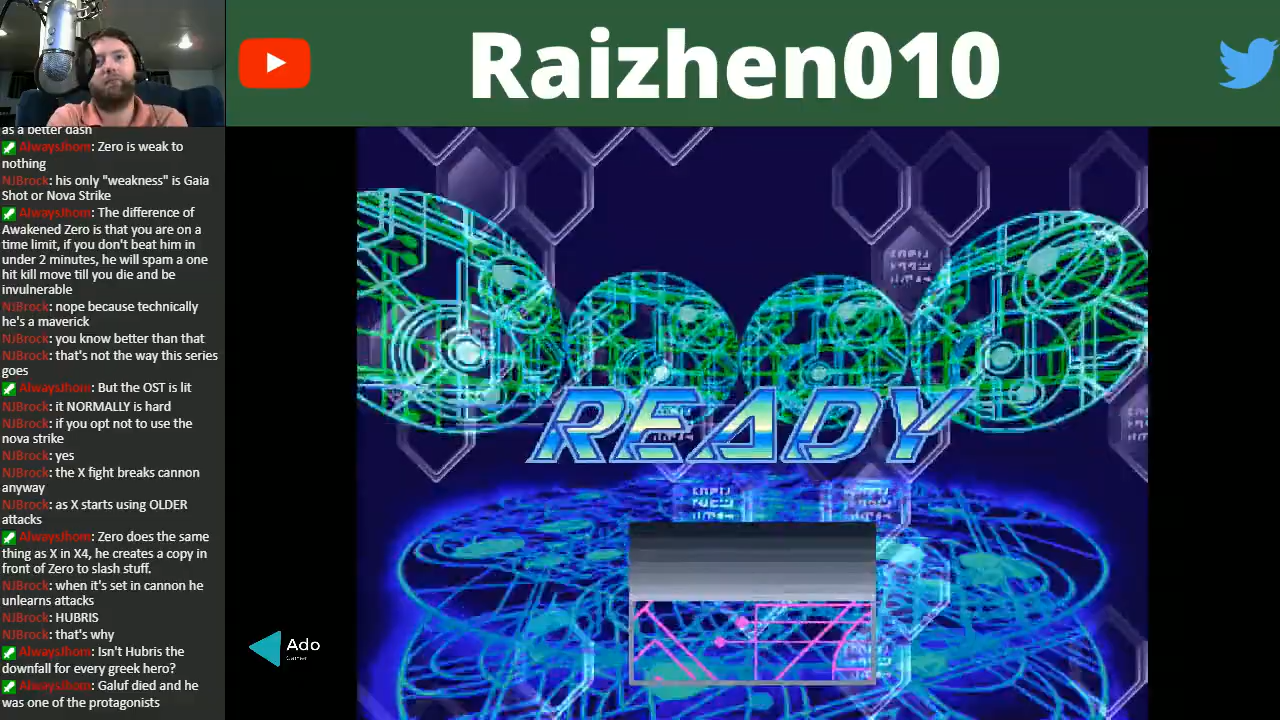 Raizhen010
as a better dash
AlwaysJhom: Zero is weak to
nothing
NJBrock: his only "weakness" is Gaia
Shot or Nova Strike
AlwaysJhom: The difference of
Awakened Zero is that you are on a
time limit, if you don't beat him in
under 2 minutes, he will spam a one
hit kill move till you die and be
invulnerable
NJBrock: nope because technically
he's a maverick
NJBrock: you know better than that
NJBrock: that's not the way this series
goes
AlwaysJhom: But the OST is lit
NJBrock: it NORMALLY is hard
NJBrock: if you opt not to use the
nova strike
NJBrock: yes
NJBrock: the X fight breaks cannon
anyway
NJBrock: as X starts using OLDER
attacks
AlwaysJhom: Zero does the same
thing as X in X4, he creates a copy in
front of Zero to slash stuff.
NJBrock: when it's set in cannon he
unlearns attacks
NJBrock: HUBRIS
NJBrock: that's why
AlwaysJhom: Isn't Hubris the
downfall for every greek hero?
AlwaysJhom: Galuf died and he
was one of the protagonists
READY
Ado